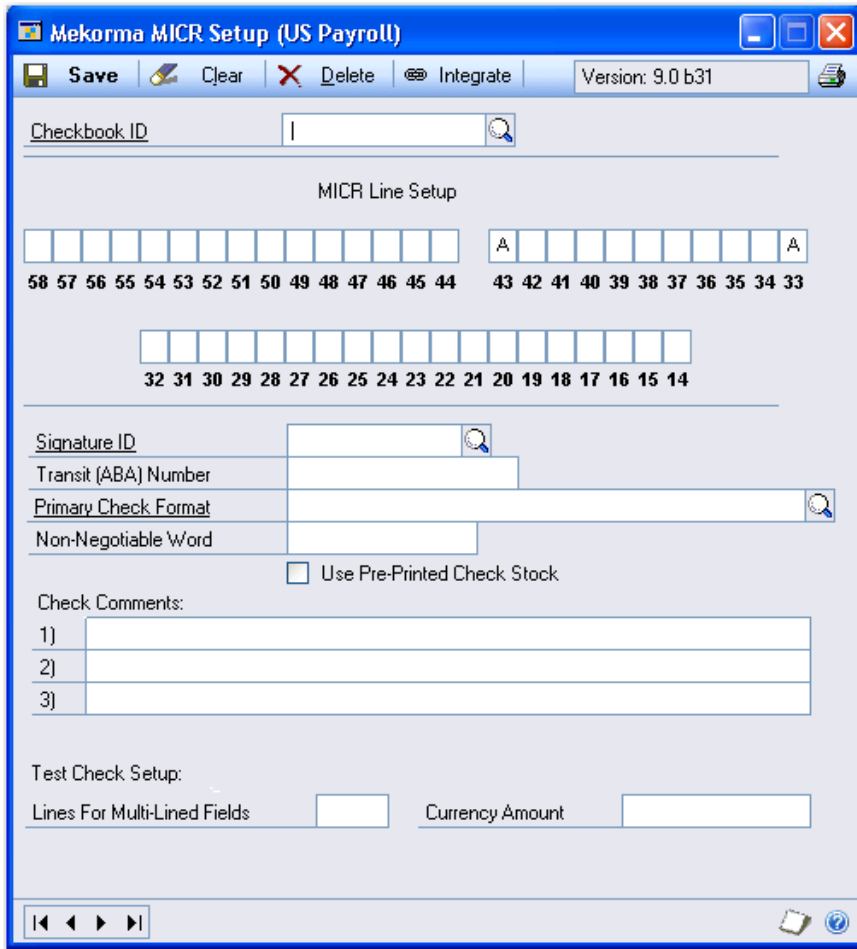 Mekorma MICR Setup (US Payroll)
Save Clear Delete Integrate Version: 9.0 b31
Checkbook ID
MICR Line Setup
A A
58 57 56 55 54 53 52 51 50 49 48 47 46 45 44 43 42 41 40 39 38 37 36 35 34 33
32 31 30 29 28 27 26 25 24 23 22 21 20 19 18 17 16 15 14
Signature ID
Transit (ABA) Number
Primary Check Format
Non-Negotiable Word
Use Pre-Printed Check Stock
Check Comments:
1)
2)
3)
Test Check Setup:
Lines For Multi-Lined Fields Currency Amount